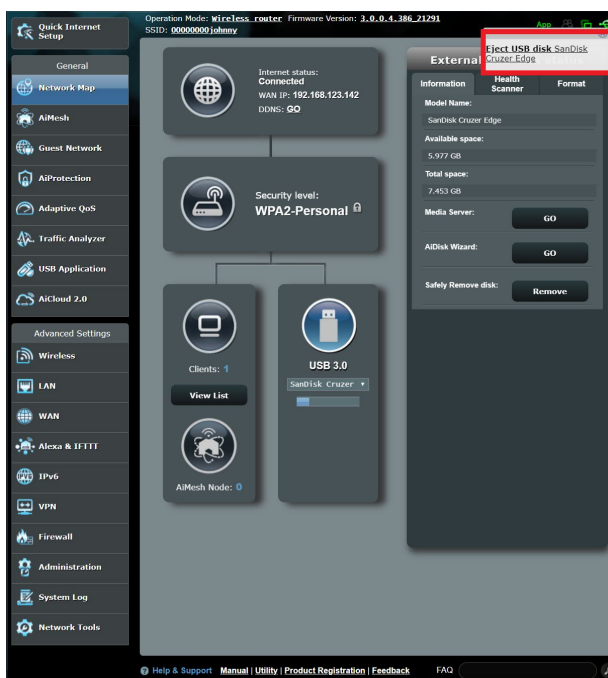 Quick Internet
Setup
Operation Mode: Wireless router Firmware Version: 3.0.0.4.386_21291
SSID: 00000000johnny
App
Eject USB disk SanDisk
Cruzer Edge
General
Network Map
AiMesh
Guest Network
AiProtection
Adaptive QoS
Traffic Analyzer
USB Application
AiCloud 2.0
Advanced Settings
Wireless
LAN
WAN
Alexa & IFTTT
IPv6
VPN
Firewall
Administration
System Log
Network Tools
Internet status:
Connected
WAN IP: 192.168.123.142
DDNS: GO
Security level:
WPA2-Personal
Clients: 1
View List
AiMesh Node: 0
USB 3.0
SanDisk Cruzer
External
Information
Health
Scanner
Format
Model Name:
SanDisk Cruzer Edge
Available space:
5.977 GB
Total space:
7.453 GB
Media Server:
GO
AiDisk Wizard:
GO
Safely Remove disk:
Remove
Help & Support Manual | Utility | Product Registration | Feedback
FAQ